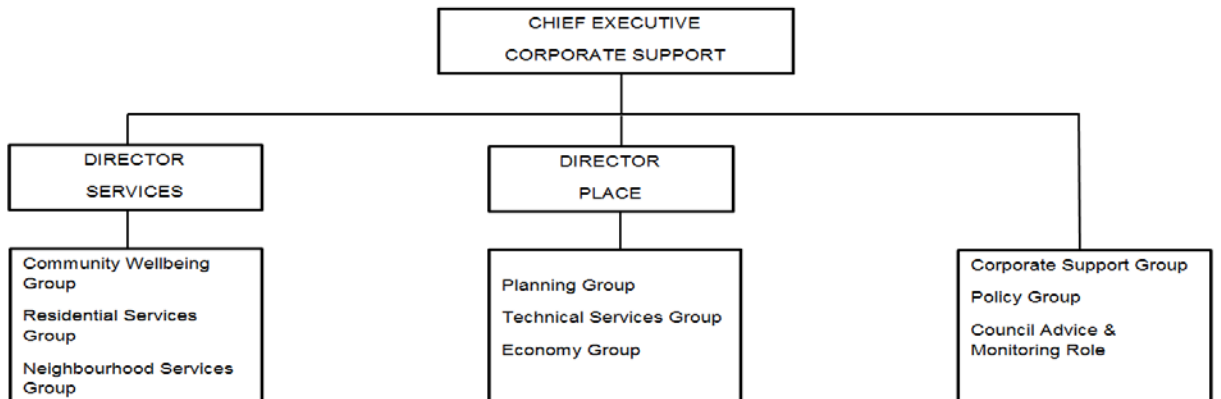 CHIEF EXECUTIVE
CORPORATE SUPPORT
DIRECTOR
SERVICES
DIRECTOR
PLACE
Community Wellbeing
Group
Residential Services
Group
Neighbourhood Services
Group
Planning Group
Technical Services Group
Economy Group
Corporate Support Group
Policy Group
Council Advice &
Monitoring Role